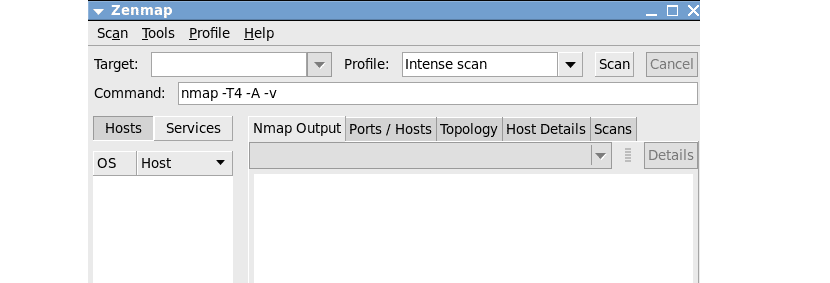 Zenmap
Scan Tools Profile Help
Target: Profile: Intense scan Scan Cancel
Command: nmap -T4 -A -v
Hosts Services Nmap Output Ports / Hosts Topology Host Details Scans
Details
OS Host